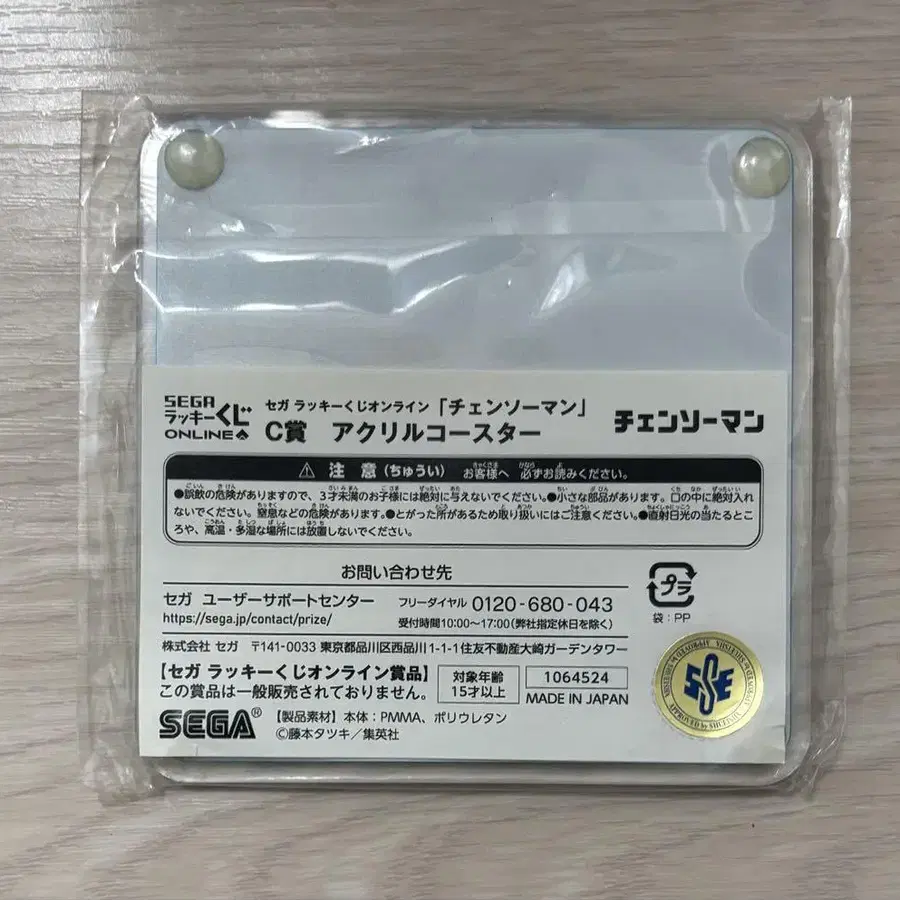 SEGA
ラッキーくじ
ONLINE
セガ ラッキーくじオンライン「チェンソーマン」
C賞 アクリルコースター
チェンソーマン
⚠ 注意(ちゅうい) お客様へ 必ずお読みください。
●誤飲の危険がありますので、3才未満のお子様には絶対に与えないでください。●小さな部品があります。口の中に絶対入れ
ないでください。窒息などの危険があります。●とがった所があるため取り扱いにはご注意ください。●直射日光の当たるとこ
ろや、高温・多湿な場所には放置しないでください。
お問い合わせ先
セガ ユーザーサポートセンター
https://sega.jp/contact/prize/
フリーダイヤル 0120-680-043
受付時間10:00~17:00(弊社指定休日を除く)
プラ
袋:PP
株式会社 セガ 〒141-0033 東京都品川区西品川1-1-1住友不動産大崎ガーデンタワー
【セガ ラッキーくじオンライン賞品】
この賞品は一般販売されておりません。
対象年齢
15才以上
1064524
MADE IN JAPAN
SEGA®
【製品素材】本体:PMMA、ポリウレタン
©藤本タツキ/集英社
APPROVED by SHUEISHA